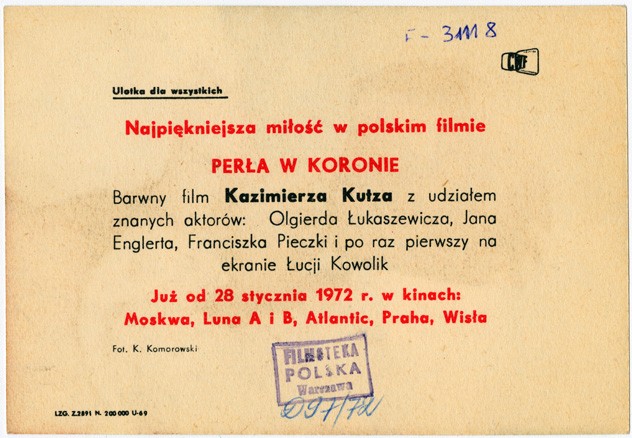 F-31118
CWF
Ulotka dla wszystkich
Najpiękniejsza miłość w polskim filmie
PERŁA W KORONIE
Barwny film Kazimierza Kutza z udziałem
znanych aktorów: Olgierda Łukaszewicza, Jana
Englerta, Franciszka Pieczki i po raz pierwszy na
ekranie Łucji Kowolik
Już od 28 stycznia 1972 r. w kinach:
Moskwa, Luna A i B, Atlantic, Praha, Wisła
Fot. K. Komorowski
FILMOTEKA
POLSKA
Warszawa
D97/72
LZG. Z.2891 N. 200 000 U-69